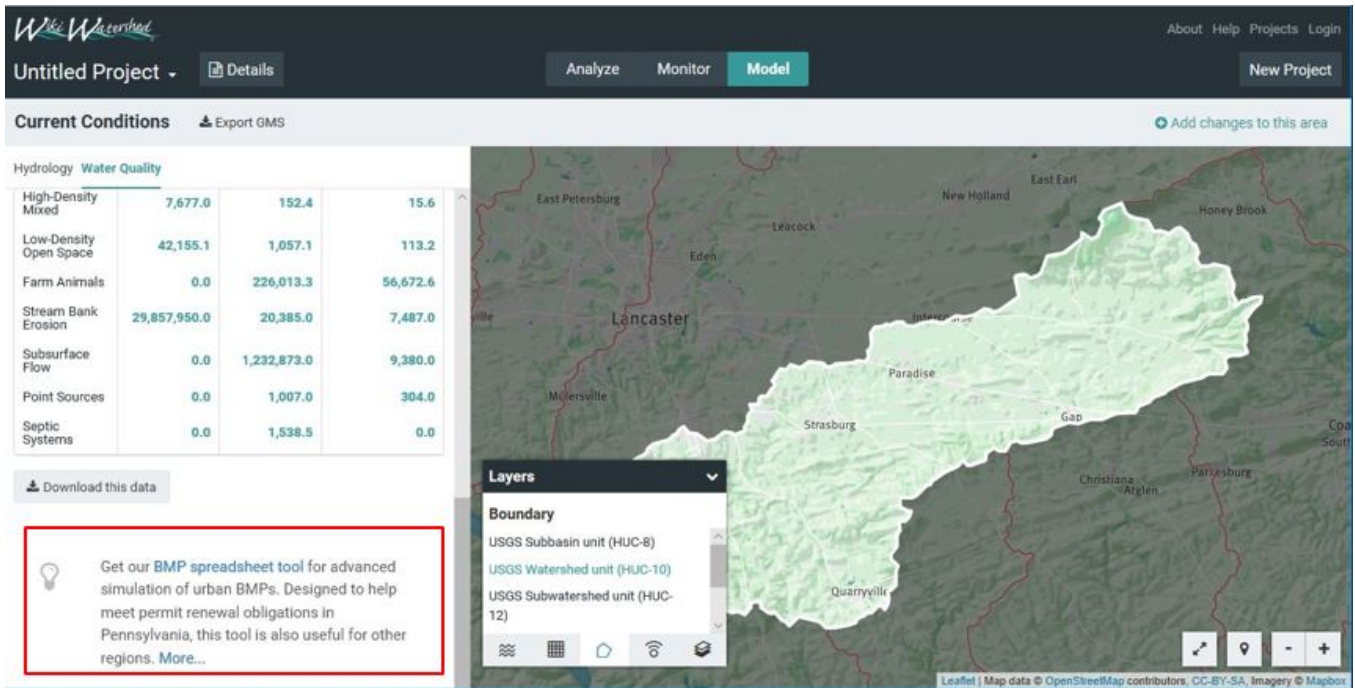 Wiki Watershed
About Help Projects Login
Untitled Project
Details
Analyze Monitor Model
New Project
Current Conditions
Export GMS
Add changes to this area
Hydrology Water Quality
High-Density
Mixed
7,677.0 152.4 15.6
Low-Density
Open Space
42,155.1 1,057.1 113.2
Farm Animals 0.0 226,013.3 56,672.6
Stream Bank
Erosion
29,857,950.0 20,385.0 7,487.0
Subsurface
Flow
0.0 1,232,873.0 9,380.0
Point Sources 0.0 1,007.0 304.0
Septic
Systems
0.0 1,538.5 0.0
Download this data
Get our BMP spreadsheet tool for advanced
simulation of urban BMPs. Designed to help
meet permit renewal obligations in
Pennsylvania, this tool is also useful for other
regions. More...
East Petersburg
Leacock
Eden
New Holland
East Earl
Honey Brook
Lancaster
Paradise
Strasburg
Gap
Christiana
Atglen
Parkesburg
Quarryville
Layers
Boundary
USGS Subbasin unit (HUC-8)
USGS Watershed unit (HUC-10)
USGS Subwatershed unit (HUC-
12)
- +
Leaflet | Map data © OpenStreetMap contributors, CC-BY-SA, Imagery © Mapbox